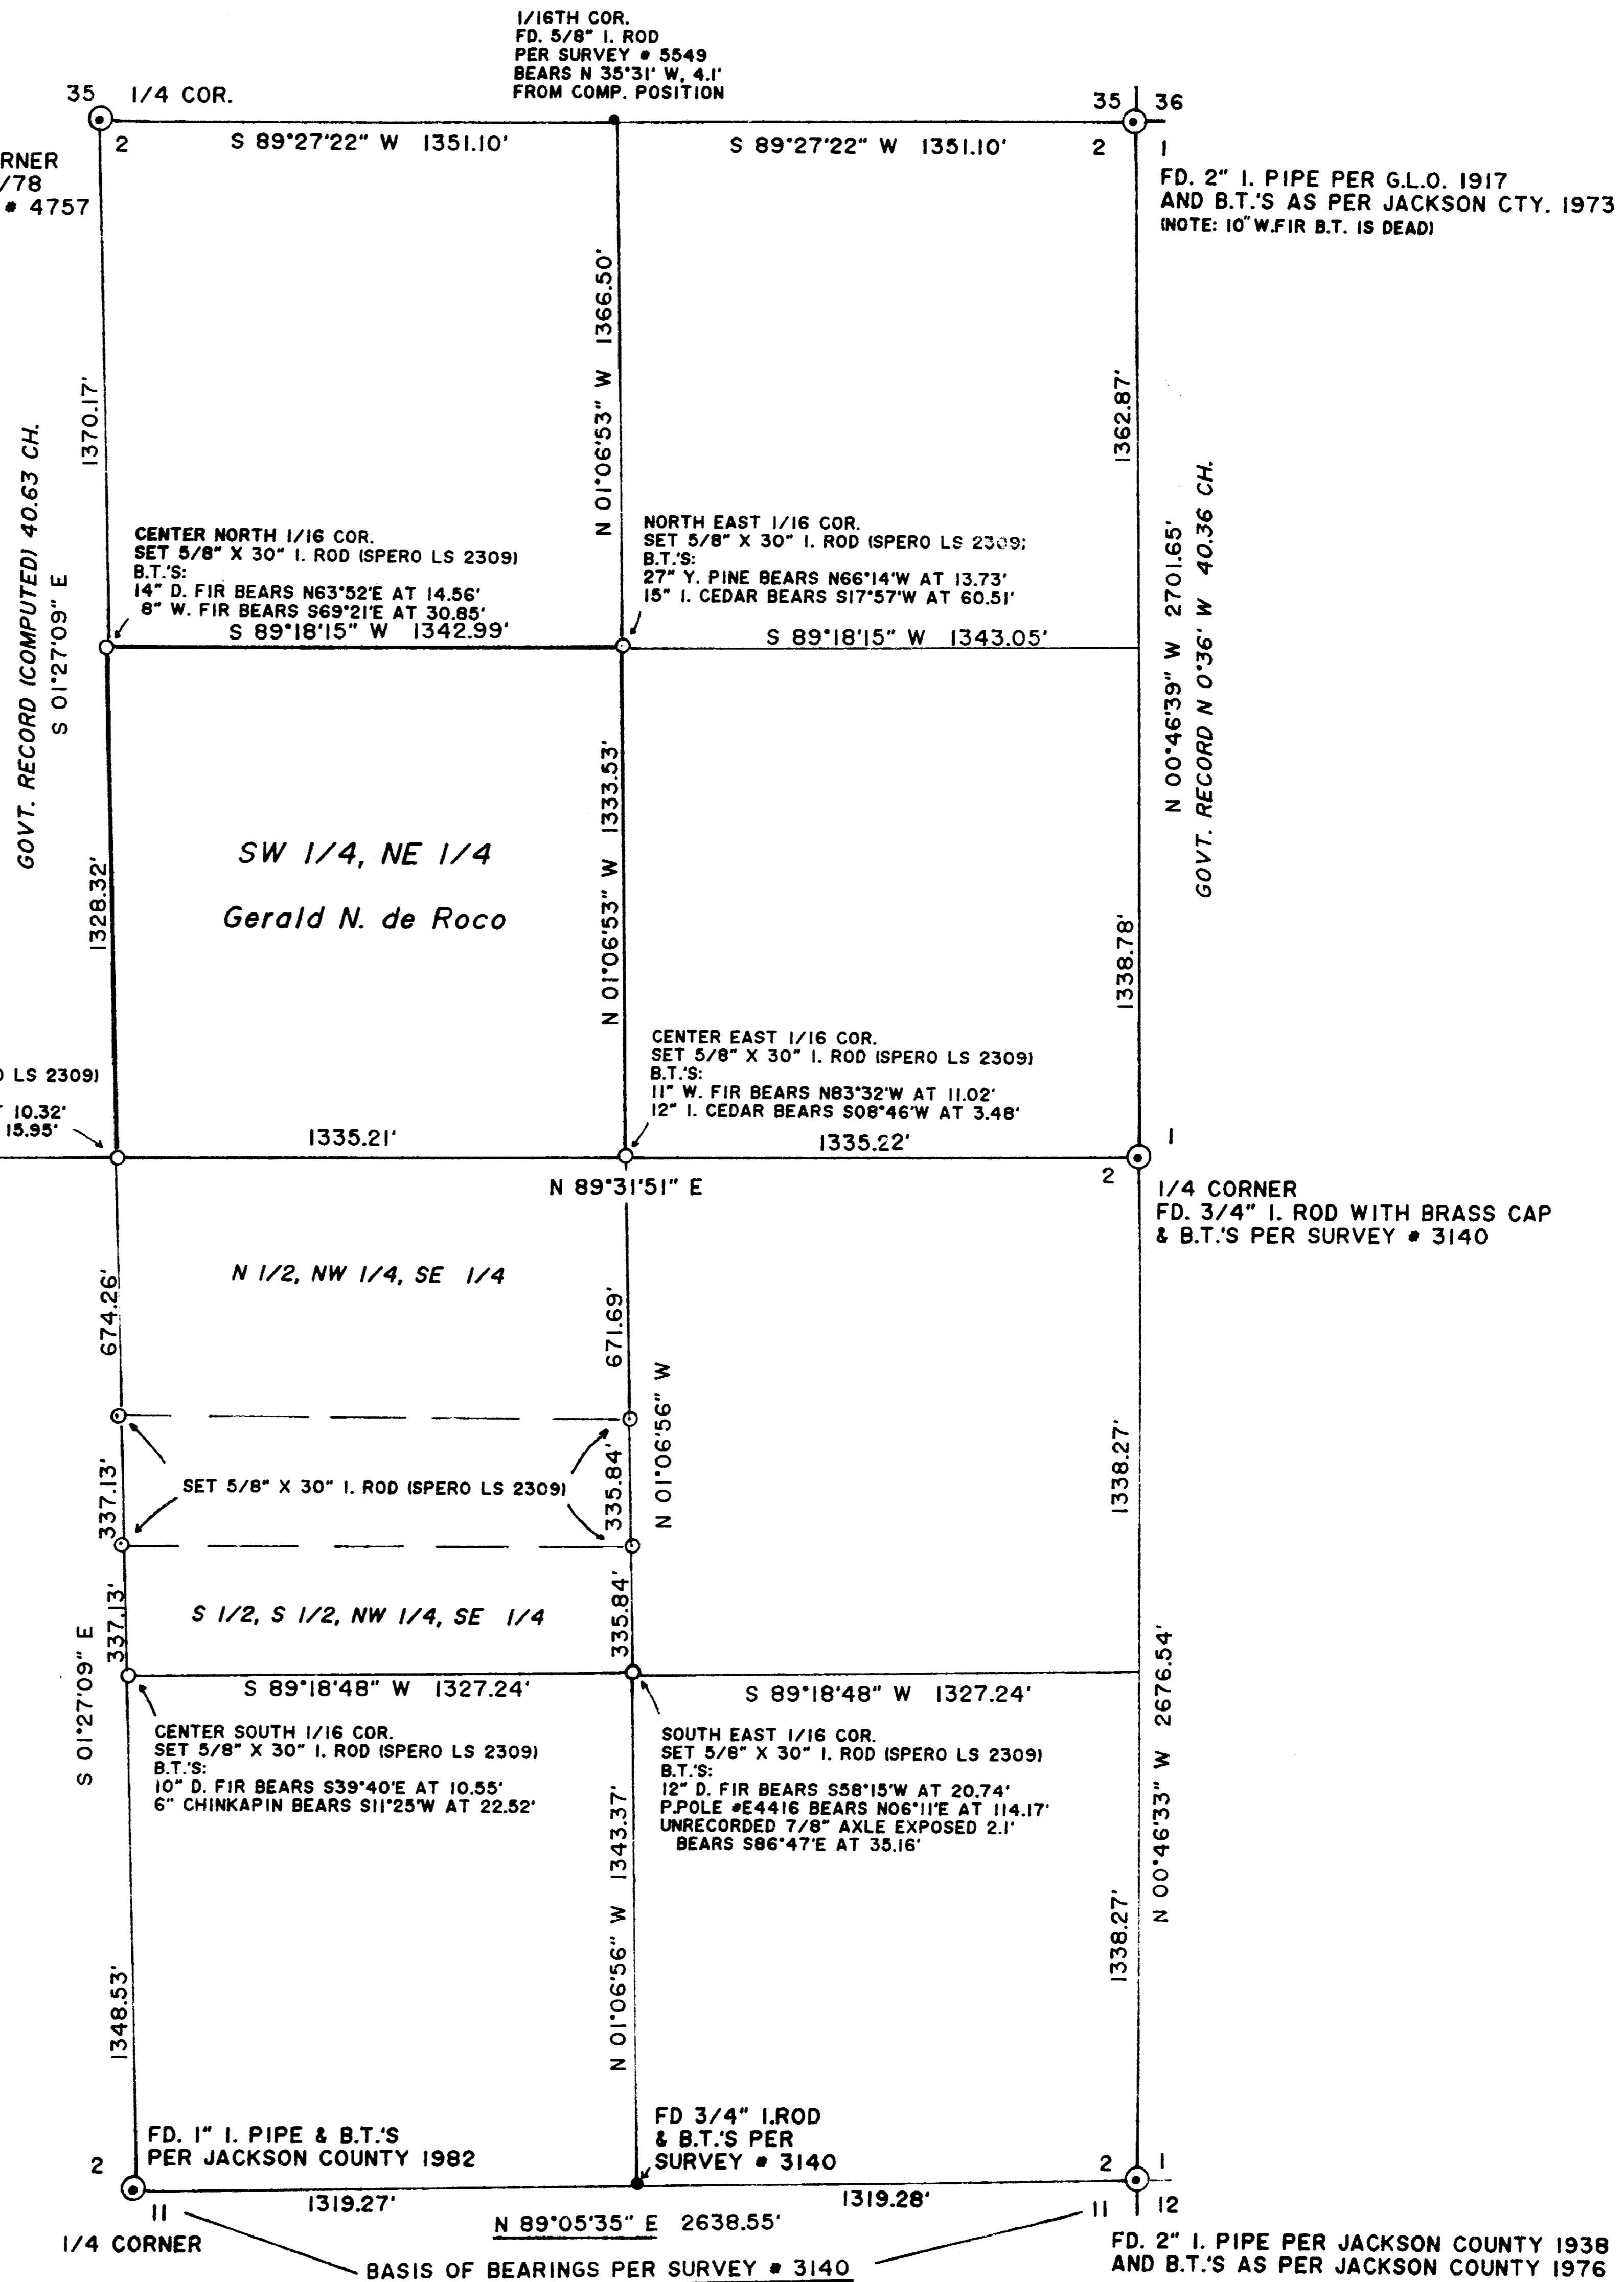 1/16TH COR.
FD. 5/8" I. ROD
PER SURVEY # 5549
BEARS N 35°31' W, 4.1'
FROM COMP. POSITION
35 1/4 COR.
35 36
2
S 89°27'22" W 1351.10'
S 89°27'22" W 1351.10'
2 1
RNER
/78
# 4757
FD. 2" I. PIPE PER G.L.O. 1917
AND B.T.'S AS PER JACKSON CTY. 1973
(NOTE: 10" W.FIR B.T. IS DEAD)
1370.17'
N 01°06'53" W 1366.50'
1362.87'
GOVT. RECORD (COMPUTED) 40.63 CH.
S 01°27'09" E
N 00°46'39" W 2701.65'
GOVT. RECORD N 0°36' W 40.36 CH.
CENTER NORTH 1/16 COR.
SET 5/8" X 30" I. ROD (SPERO LS 2309)
B.T.'S:
14" D. FIR BEARS N63°52'E AT 14.56'
8" W. FIR BEARS S69°21'E AT 30.85'
S 89°18'15" W 1342.99'
NORTH EAST 1/16 COR.
SET 5/8" X 30" I. ROD (SPERO LS 2309)
B.T.'S:
27" Y. PINE BEARS N66°14'W AT 13.73'
15" I. CEDAR BEARS S17°57'W AT 60.51'
S 89°18'15" W 1343.05'
1328.32'
SW 1/4, NE 1/4
Gerald N. de Roco
N 01°06'53" W 1333.53'
1338.78'
LS 2309)
10.32'
15.95'
CENTER EAST 1/16 COR.
SET 5/8" X 30" I. ROD (SPERO LS 2309)
B.T.'S:
11" W. FIR BEARS N83°32'W AT 11.02'
12" I. CEDAR BEARS S08°46'W AT 3.48'
1335.21'
1335.22'
N 89°31'51" E
1
2
1/4 CORNER
FD. 3/4" I. ROD WITH BRASS CAP
& B.T.'S PER SURVEY # 3140
N 1/2, NW 1/4, SE 1/4
674.26'
671.69'
N 01°06'56" W
337.13'
SET 5/8" X 30" I. ROD (SPERO LS 2309)
335.84'
1338.27'
337.13'
S 1/2, S 1/2, NW 1/4, SE 1/4
335.84'
S 01°27'09" E
S 89°18'48" W 1327.24'
S 89°18'48" W 1327.24'
N 00°46'33" W 2676.54'
CENTER SOUTH 1/16 COR.
SET 5/8" X 30" I. ROD (SPERO LS 2309)
B.T.'S:
10" D. FIR BEARS S39°40'E AT 10.55'
6" CHINKAPIN BEARS S11°25'W AT 22.52'
SOUTH EAST 1/16 COR.
SET 5/8" X 30" I. ROD (SPERO LS 2309)
B.T.'S:
12" D. FIR BEARS S58°15'W AT 20.74'
P.POLE #E4416 BEARS N06°11'E AT 114.17'
UNRECORDED 7/8" AXLE EXPOSED 2.1'
BEARS S86°47'E AT 35.16'
1348.53'
N 01°06'56" W 1343.37'
1338.27'
FD. 1" I. PIPE & B.T.'S
PER JACKSON COUNTY 1982
FD 3/4" I.ROD
& B.T.'S PER
SURVEY # 3140
2
2 1
11
1319.27'
1319.28'
11 12
1/4 CORNER
N 89°05'35" E 2638.55'
BASIS OF BEARINGS PER SURVEY # 3140
FD. 2" I. PIPE PER JACKSON COUNTY 1938
AND B.T.'S AS PER JACKSON COUNTY 1976